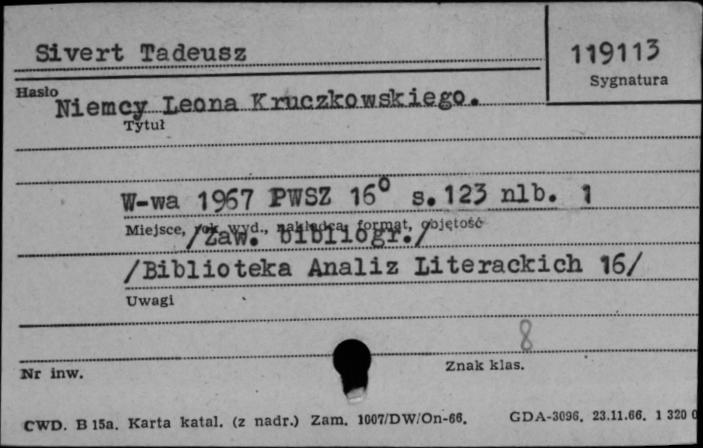 Sivert Tadeusz
119113
Sygnatura
Hasło
Niemcy Leona Kruczkowskiego.
Tytuł
W-wa 1967 PWSZ 16° s.123 nlb. 1
Miejsce, rok wyd., nakładca, format, objętość
/Zaw. bibliogr./
/Biblioteka Analiz Literackich 16/
Uwagi
8
Nr inw.
Znak klas.
CWD. B 15a. Karta katal. (z nadr.) Zam. 1007/DW/On-66. GDA-3096. 23.11.66. 1 320 0